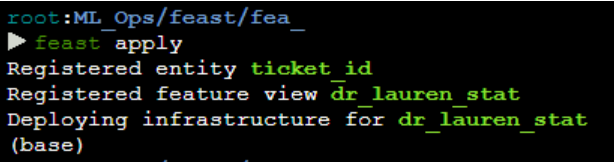 root:ML_Ops/feast/fea_
▶ feast apply
Registered entity ticket_id
Registered feature view dr_lauren_stat
Deploying infrastructure for dr_lauren_stat
(base)